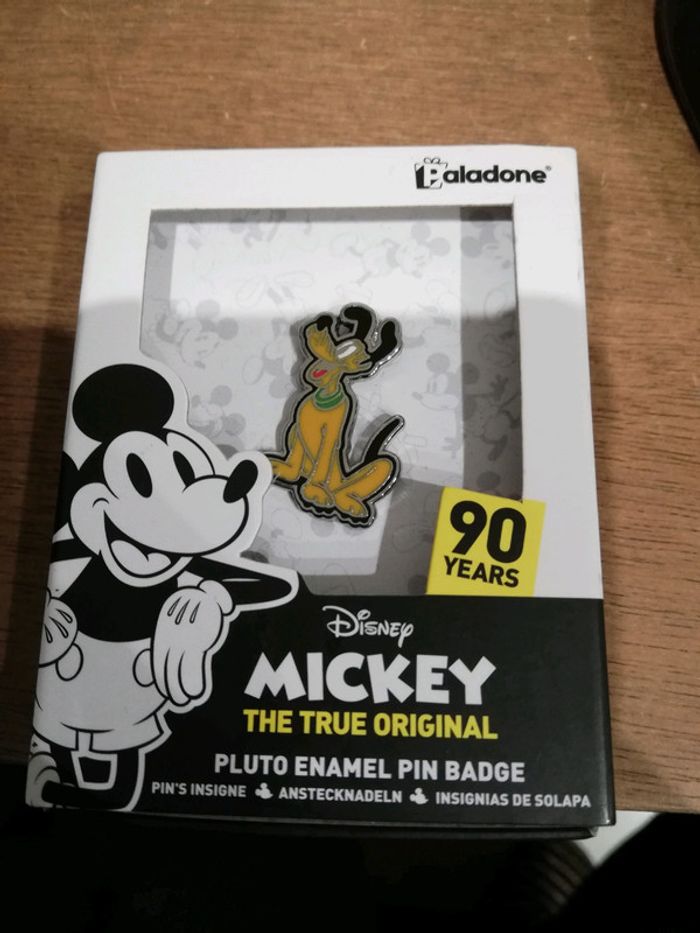 Paladone®
90
YEARS
Disney
MICKEY
THE TRUE ORIGINAL
PLUTO ENAMEL PIN BADGE
PIN'S INSIGNE ANSTECKNADELN INSIGNIAS DE SOLAPA